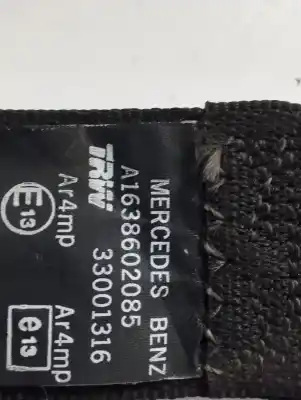 MERCEDES BENZ
A1638602085
TRW 33001316
Ar4mp Ar4mp
E13 e13